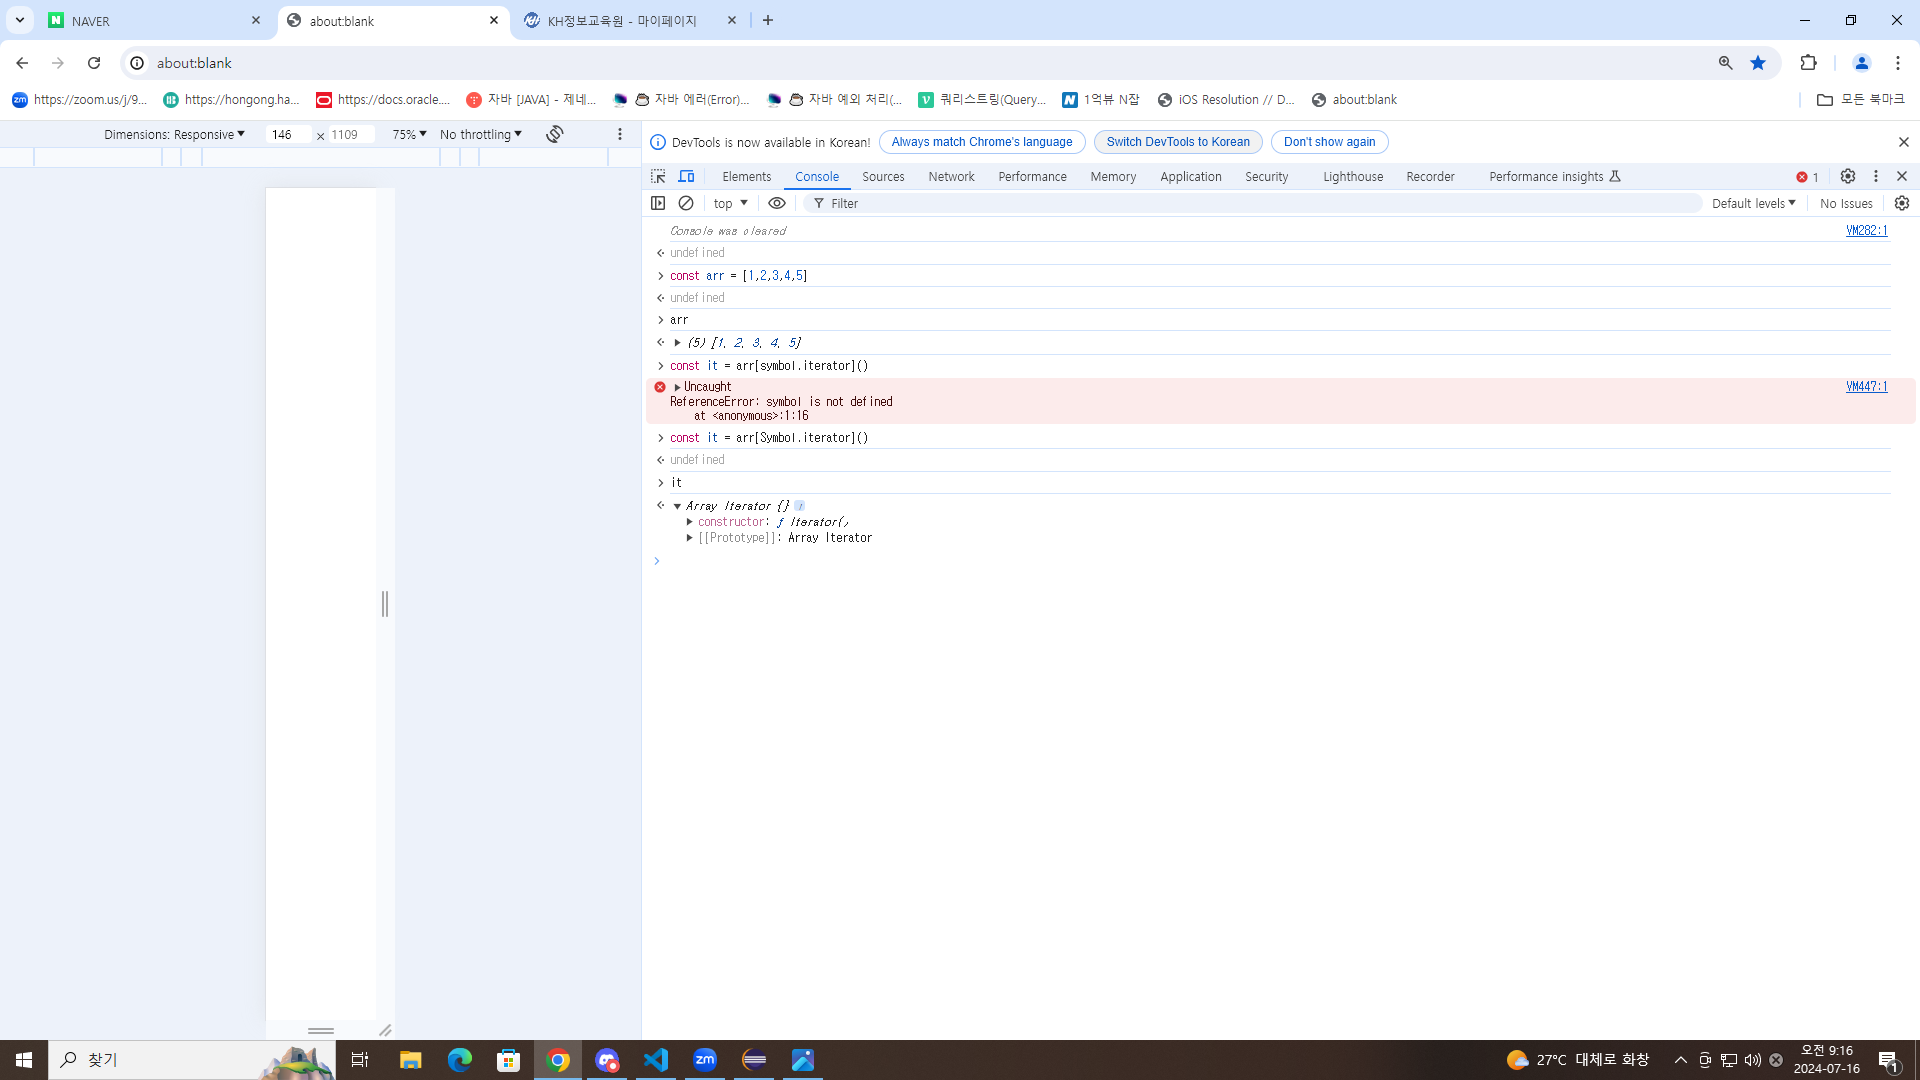 NAVER
about:blank
KH정보교육원 - 마이페이지
about:blank
https://zoom.us/j/9...
https://hongong.ha...
https://docs.oracle....
자바 [JAVA] - 제네...
자바 에러(Error)...
자바 예외 처리(...
쿼리스트링(Query...
1억뷰 N잡
iOS Resolution // D...
about:blank
모든 북마크
Dimensions: Responsive
146
×
1109
75%
No throttling
DevTools is now available in Korean!
Always match Chrome's language
Switch DevTools to Korean
Don't show again
Elements
Console
Sources
Network
Performance
Memory
Application
Security
Lighthouse
Recorder
Performance insights
1
top
Filter
Default levels
No Issues
Console was cleared
VM282:1
undefined
const arr = [1,2,3,4,5]
undefined
arr
(5) [1, 2, 3, 4, 5]
const it = arr[symbol.iterator]()
Uncaught
VM447:1
ReferenceError: symbol is not defined
at <anonymous>:1:16
const it = arr[Symbol.iterator]()
undefined
it
Array Iterator {}
constructor: ƒ Iterator()
[[Prototype]]: Array Iterator
찾기
27°C 대체로 화창
오전 9:16
2024-07-16
1